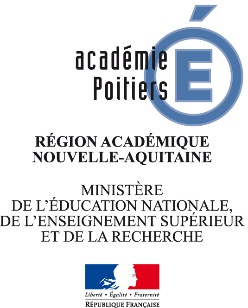 académie
Poitiers
É
RÉGION ACADÉMIQUE
NOUVELLE-AQUITAINE
MINISTÈRE
DE L'ÉDUCATION NATIONALE,
DE L'ENSEIGNEMENT SUPÉRIEUR
ET DE LA RECHERCHE
Liberté • Égalité • Fraternité
RÉPUBLIQUE FRANÇAISE